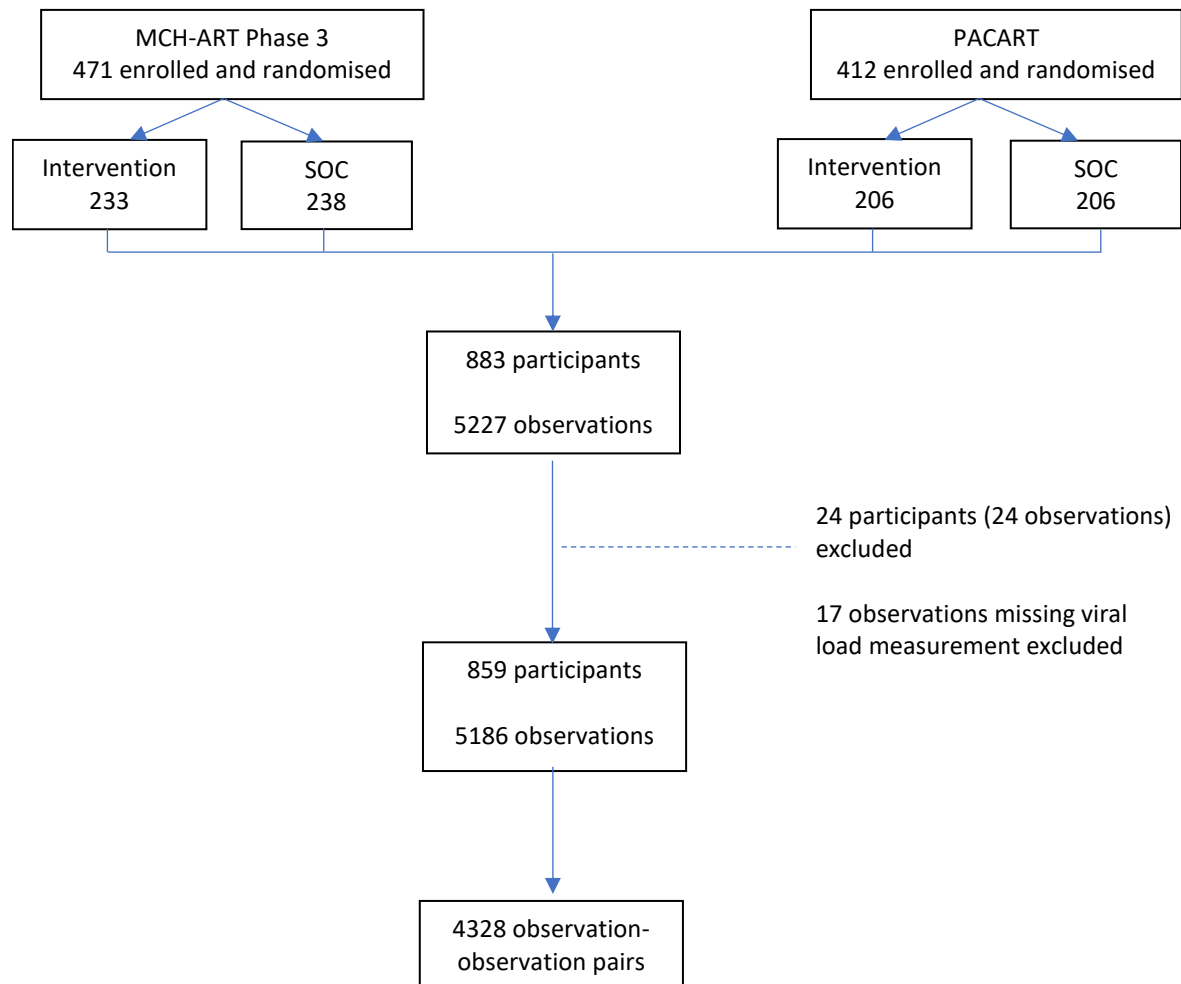 MCH-ART Phase 3
471 enrolled and randomised
PACART
412 enrolled and randomised
Intervention
233
SOC
238
Intervention
206
SOC
206
883 participants
5227 observations
24 participants (24 observations)
excluded
17 observations missing viral
load measurement excluded
859 participants
5186 observations
4328 observation-
observation pairs